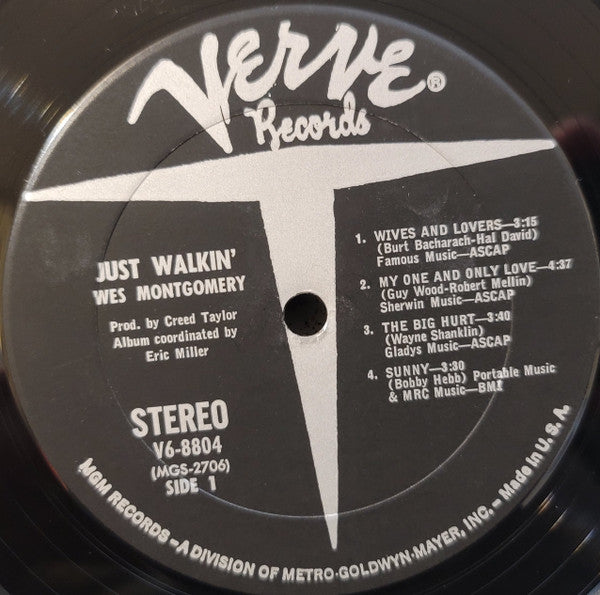 Verve®
Records
JUST WALKIN'
WES MONTGOMERY
Prod. by Creed Taylor
Album coordinated by
Eric Miller
STEREO
V6-8804
(MGS-2706)
SIDE 1
1. WIVES AND LOVERS—3:15
(Burt Bacharach-Hal David)
Famous Music—ASCAP
2. MY ONE AND ONLY LOVE—4:37
(Guy Wood-Robert Mellin)
Sherwin Music—ASCAP
3. THE BIG HURT—3:40
(Wayne Shanklin)
Gladys Music—ASCAP
4. SUNNY—3:30
(Bobby Hebb) Portable Music
& MRC Music—BMI
MGM RECORDS—A DIVISION OF METRO-GOLDWYN-MAYER, INC.—Made in U.S.A.